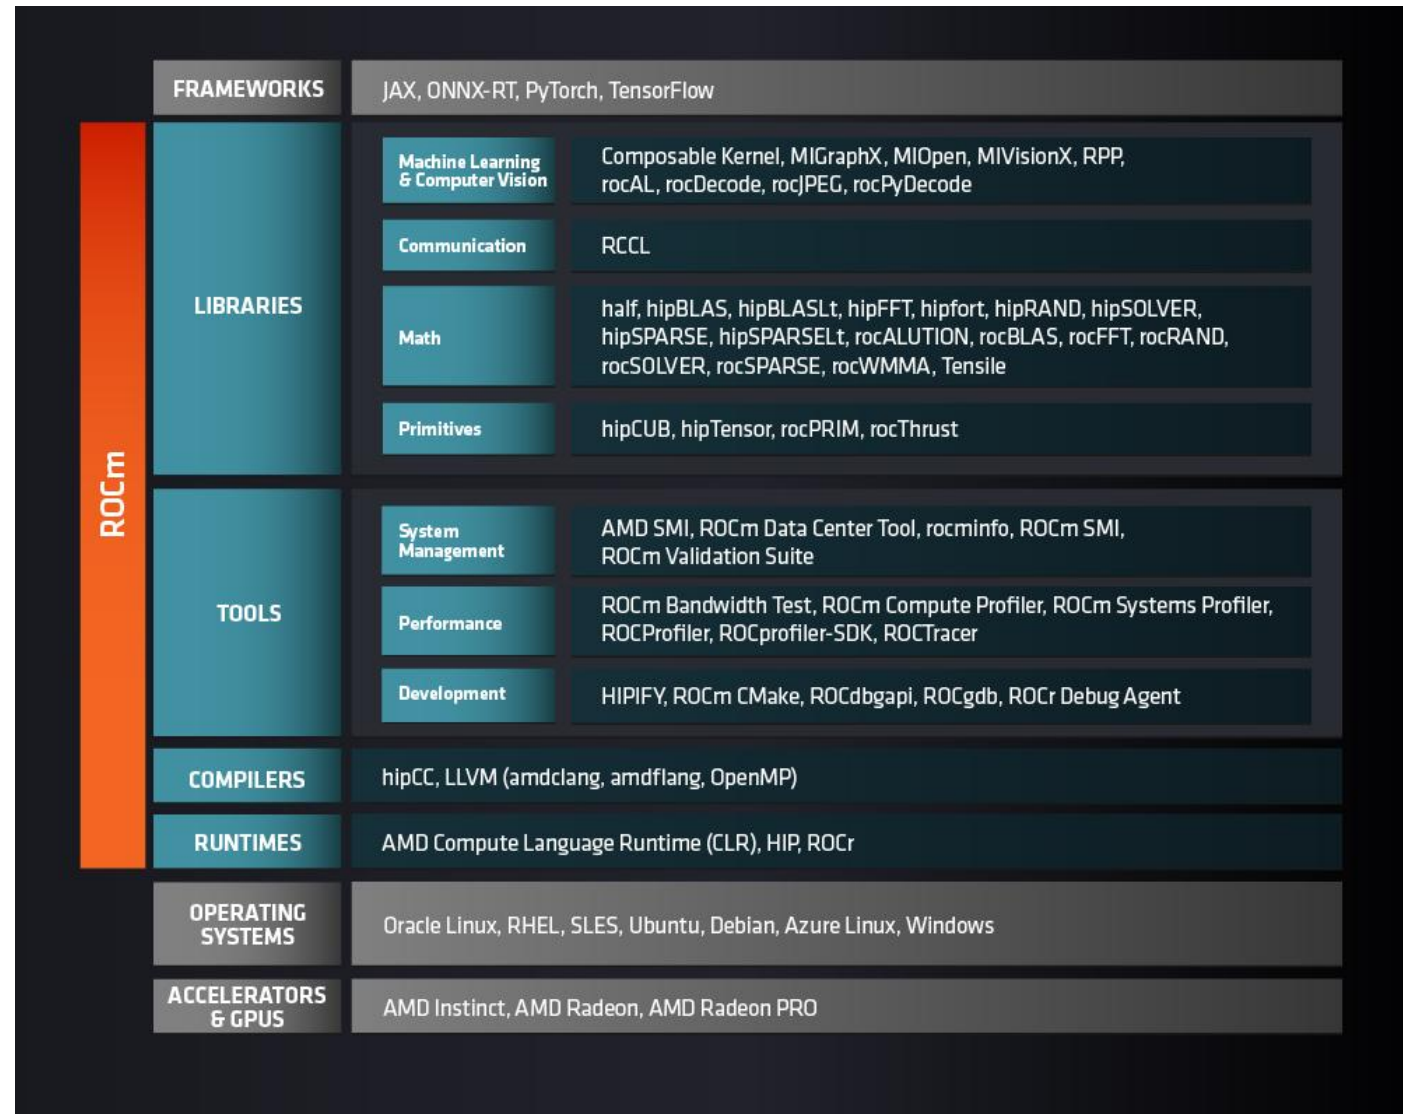 FRAMEWORKS
JAX, ONNX-RT, PyTorch, TensorFlow
ROCm
LIBRARIES
Machine Learning
& Computer Vision
Composable Kernel, MIGraphX, MIOpen, MIVisionX, RPP,
rocAL, rocDecode, rocJPEG, rocPyDecode
Communication
RCCL
Math
half, hipBLAS, hipBLASLt, hipFFT, hipfort, hipRAND, hipSOLVER,
hipSPARSE, hipSPARSELt, rocALUTION, rocBLAS, rocFFT, rocRAND,
rocSOLVER, rocSPARSE, rocWMMA, Tensile
Primitives
hipCUB, hipTensor, rocPRIM, rocThrust
TOOLS
System
Management
AMD SMI, ROCm Data Center Tool, rocminfo, ROCm SMI,
ROCm Validation Suite
Performance
ROCm Bandwidth Test, ROCm Compute Profiler, ROCm Systems Profiler,
ROCProfiler, ROCprofiler-SDK, ROCTracer
Development
HIPIFY, ROCm CMake, ROCdbgapi, ROCgdb, ROCr Debug Agent
COMPILERS
hipCC, LLVM (amdclang, amdflang, OpenMP)
RUNTIMES
AMD Compute Language Runtime (CLR), HIP, ROCr
OPERATING
SYSTEMS
Oracle Linux, RHEL, SLES, Ubuntu, Debian, Azure Linux, Windows
ACCELERATORS
& GPUS
AMD Instinct, AMD Radeon, AMD Radeon PRO